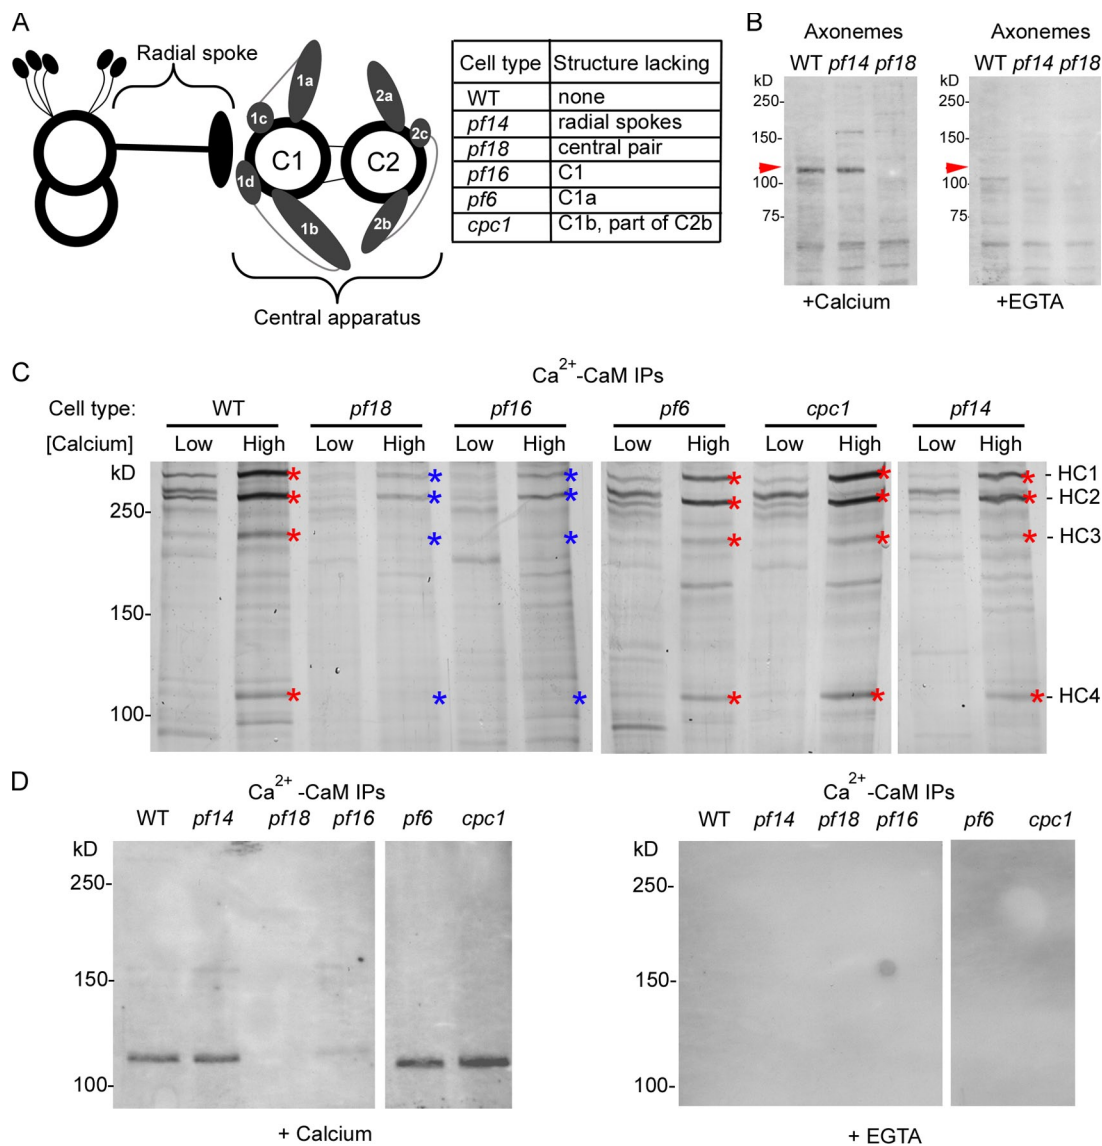 A
Radial spoke
1a
1c
2a
2c
C1
C2
1d
1b
2b
Central apparatus
Cell type Structure lacking
WT none
pf14 radial spokes
pf18 central pair
pf16 C1
pf6 C1a
cpc1 C1b, part of C2b
B
Axonemes Axonemes
WT pf14 pf18 WT pf14 pf18
kD kD
250- 250-
150- 150-
100- 100-
75- 75-
+Calcium +EGTA
C
Ca2+-CaM IPs
Cell type: WT pf18 pf16 pf6 cpc1 pf14
[Calcium] Low High Low High Low High Low High Low High Low High
kD
* * * * * * - HC1
* * * * * * - HC2
250-
* * * * * * - HC3
150-
* * * * * * - HC4
100-
D
Ca2+ -CaM IPs Ca2+ -CaM IPs
WT pf14 pf18 pf16 pf6 cpc1 WT pf14 pf18 pf16 pf6 cpc1
kD kD
250- 250-
150- 150-
100- 100-
+ Calcium + EGTA